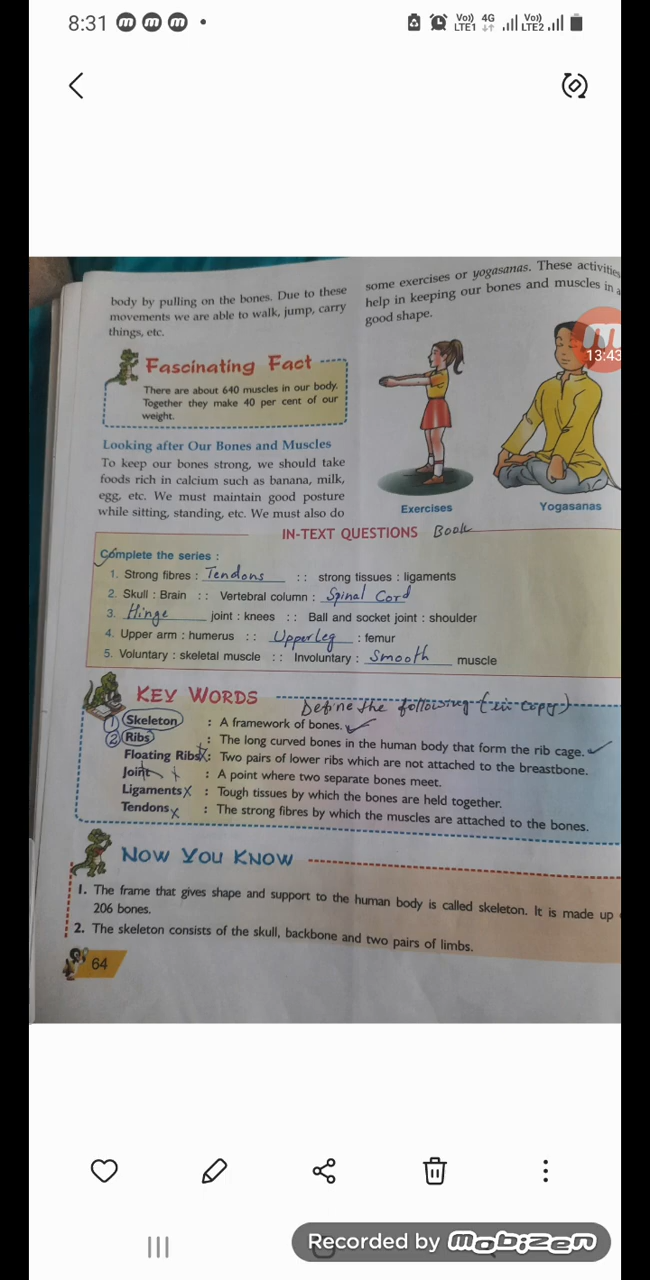 8:31
Vo)) 4G Vo))
LTE1 LTE2
body by pulling on the bones. Due to these
movements we are able to walk, jump, carry
things, etc.
Fascinating Fact
There are about 640 muscles in our body.
Together they make 40 per cent of our
weight.
Looking after Our Bones and Muscles
To keep our bones strong, we should take
foods rich in calcium such as banana, milk,
egg, etc. We must maintain good posture
while sitting, standing, etc. We must also do
some exercises or yogasanas. These activities
help in keeping our bones and muscles in a
good shape.
13:43
Exercises
Yogasanas
IN-TEXT QUESTIONS Book
Complete the series :
1. Strong fibres : Tendons :: strong tissues : ligaments
2. Skull : Brain :: Vertebral column : Spinal Cord
3. Hinge joint : knees :: Ball and socket joint : shoulder
4. Upper arm : humerus :: Upper leg : femur
5. Voluntary : skeletal muscle :: Involuntary : Smooth muscle
KEY WORDS Define the following (in copy)
1 Skeleton : A framework of bones.
2 Ribs : The long curved bones in the human body that form the rib cage.
Floating Ribs : Two pairs of lower ribs which are not attached to the breastbone.
Joint : A point where two separate bones meet.
Ligaments : Tough tissues by which the bones are held together.
Tendons : The strong fibres by which the muscles are attached to the bones.
NOW YOU KNOW
1. The frame that gives shape and support to the human body is called skeleton. It is made up
206 bones.
2. The skeleton consists of the skull, backbone and two pairs of limbs.
64
Recorded by mobizen